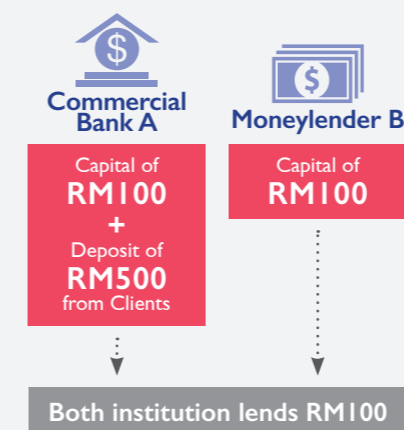 $
Commercial
Bank A
Capital of
RM100
+
Deposit of
RM500
from Clients
$
Moneylender B
Capital of
RM100
Both institution lends RM100